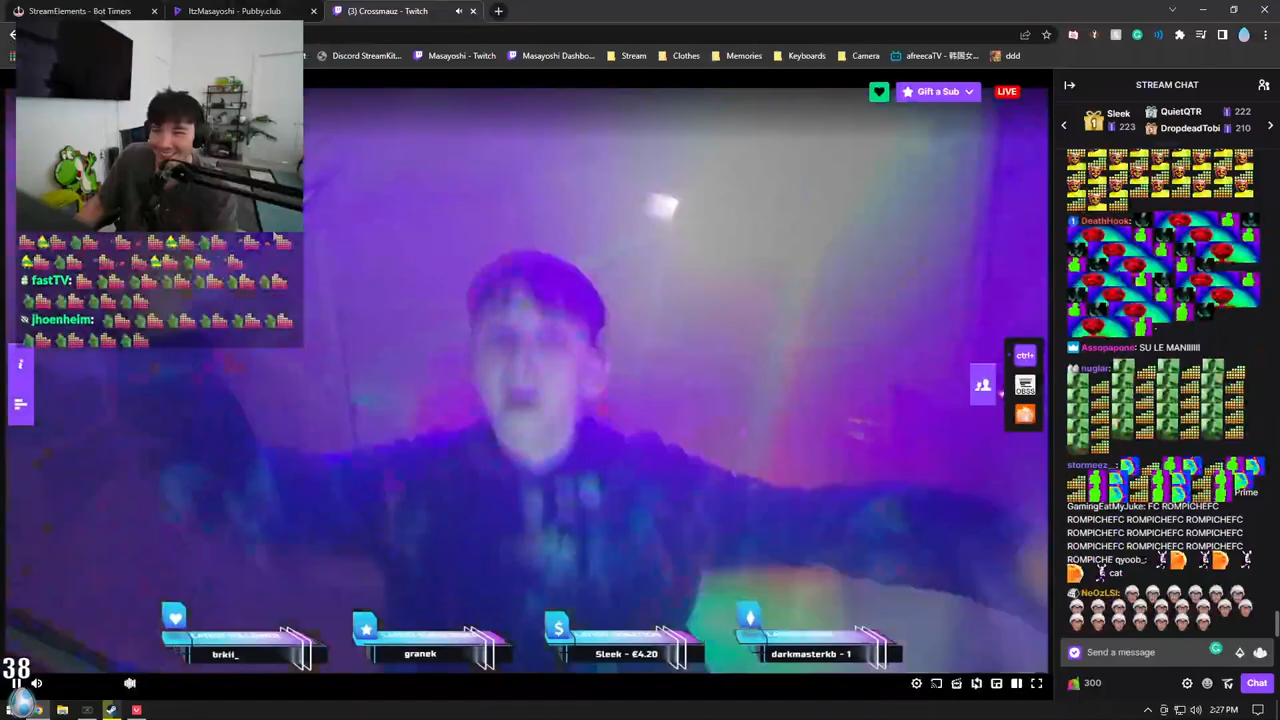 StreamElements - Bot Timers
ItzMasayoshi - Pubby.club
(3) Crossmauz - Twitch
Discord StreamKit...
Masayoshi - Twitch
Masayoshi Dashbo...
Stream
Clothes
Memories
Keyboards
Camera
afreecaTV - 韩国女...
ddd
Gift a Sub
LIVE
STREAM CHAT
Sleek
223
QuietQTR
222
DropdeadTobi
210
DeathHook:
fastTV:
jhoenheim:
Assopapone: SU LE MANIIIIII
nuglar:
ctrl+
OBSS
stormeez_:
Prime
GamingEatMyJuke: FC ROMPICHEFC
ROMPICHEFC ROMPICHEFC ROMPICHEFC
ROMPICHEFC ROMPICHEFC ROMPICHEFC
ROMPICHEFC ROMPICHEFC ROMPICHEFC
ROMPICHE qyoob_:
cat
NeOzLSI:
brkii_
granek
Sleek - €4.20
darkmasterkb - 1
Send a message
38
300
Chat
2:27 PM